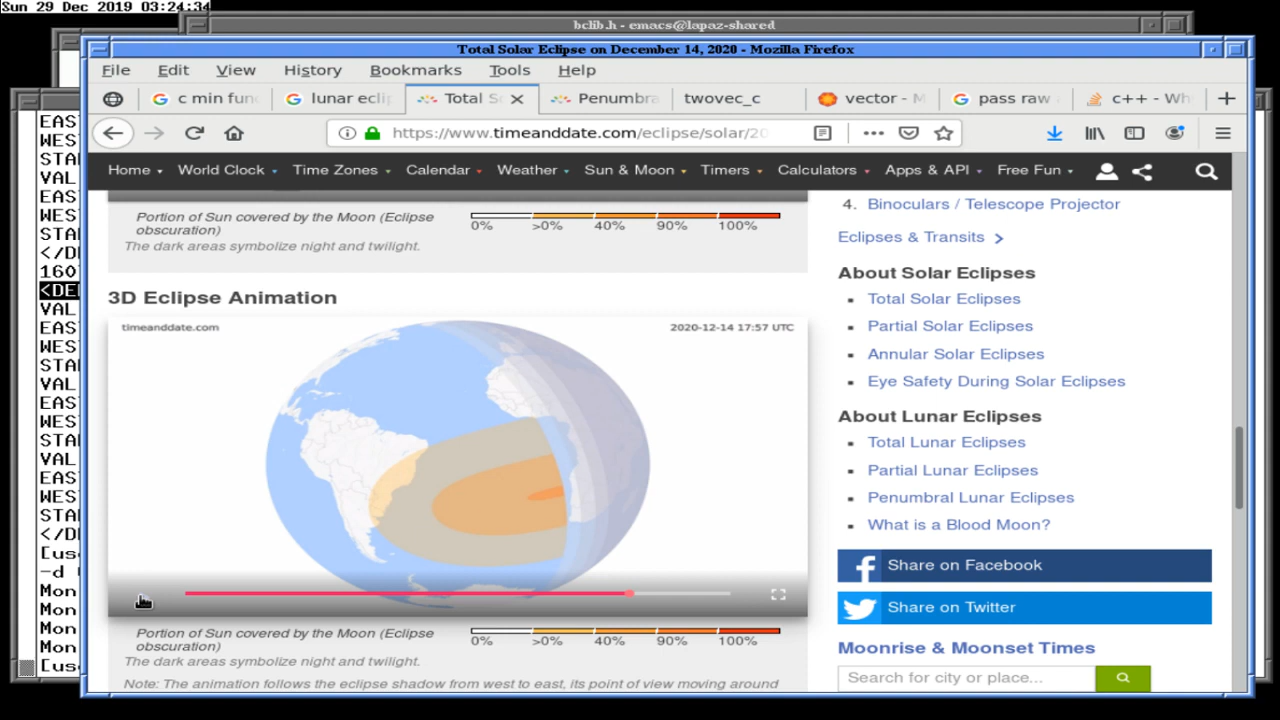 Sun 29 Dec 2019 03:24:34
bclib.h - emacs@lapaz-shared
Total Solar Eclipse on December 14, 2020 - Mozilla Firefox
File Edit View History Bookmarks Tools Help
c min fun lunar eclip Total S Penumbra twovec_c vector - M pass raw c++ - Wh
https://www.timeanddate.com/eclipse/solar/20
Home World Clock Time Zones Calendar Weather Sun & Moon Timers Calculators Apps & API Free Fun
EAS
WES
STA
VAL
EAS
WES
STA
</D
160
<DE
VAL
EAS
WES
STA
VAL
EAS
WES
STA
VAL
EAS
WES
STA
</D
[us
-d
Mon
Mon
Mon
Mon
[us
Portion of Sun covered by the Moon (Eclipse
obscuration)
0% >0% 40% 90% 100%
The dark areas symbolize night and twilight.
3D Eclipse Animation
timeanddate.com 2020-12-14 17:57 UTC
Portion of Sun covered by the Moon (Eclipse
obscuration)
0% >0% 40% 90% 100%
The dark areas symbolize night and twilight.
Note: The animation follows the eclipse shadow from west to east, its point of view moving around
4. Binoculars / Telescope Projector
Eclipses & Transits
About Solar Eclipses
Total Solar Eclipses
Partial Solar Eclipses
Annular Solar Eclipses
Eye Safety During Solar Eclipses
About Lunar Eclipses
Total Lunar Eclipses
Partial Lunar Eclipses
Penumbral Lunar Eclipses
What is a Blood Moon?
Share on Facebook
Share on Twitter
Moonrise & Moonset Times
Search for city or place...